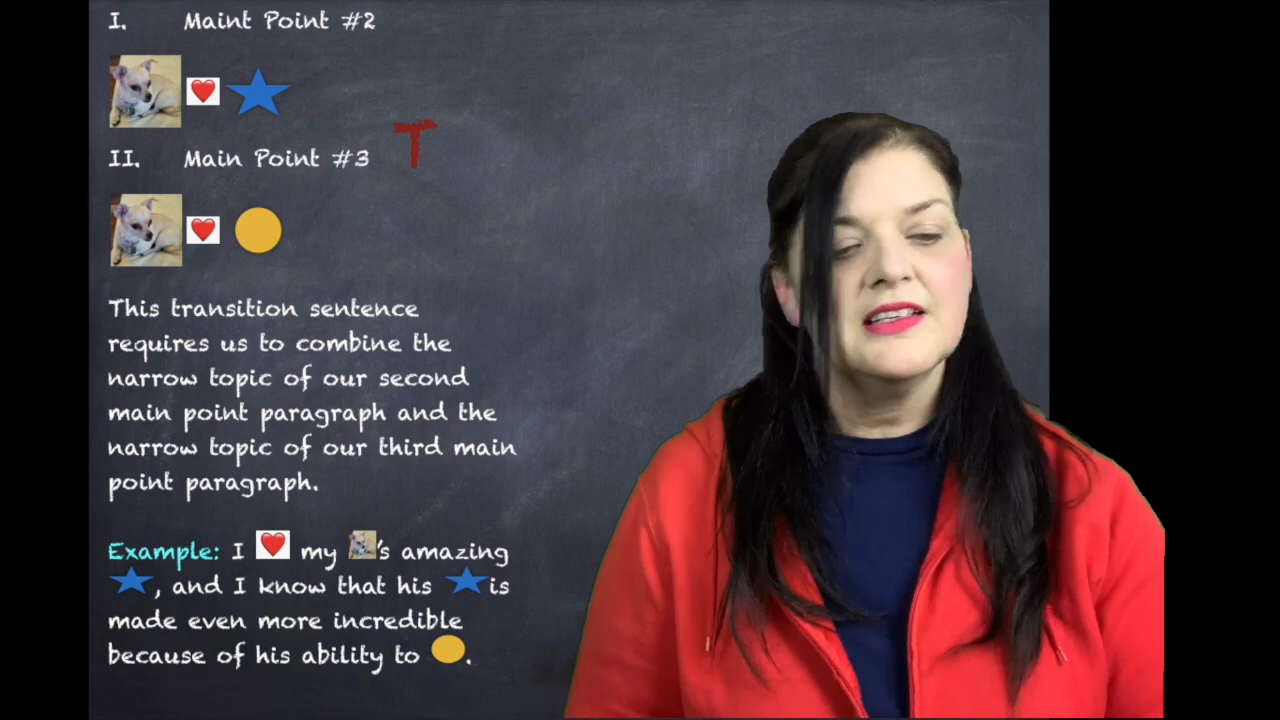 I. Maint Point #2
T
II. Main Point #3
This transition sentence
requires us to combine the
narrow topic of our second
main point paragraph and the
narrow topic of our third main
point paragraph.
Example: I my 's amazing
, and I know that his is
made even more incredible
because of his ability to .